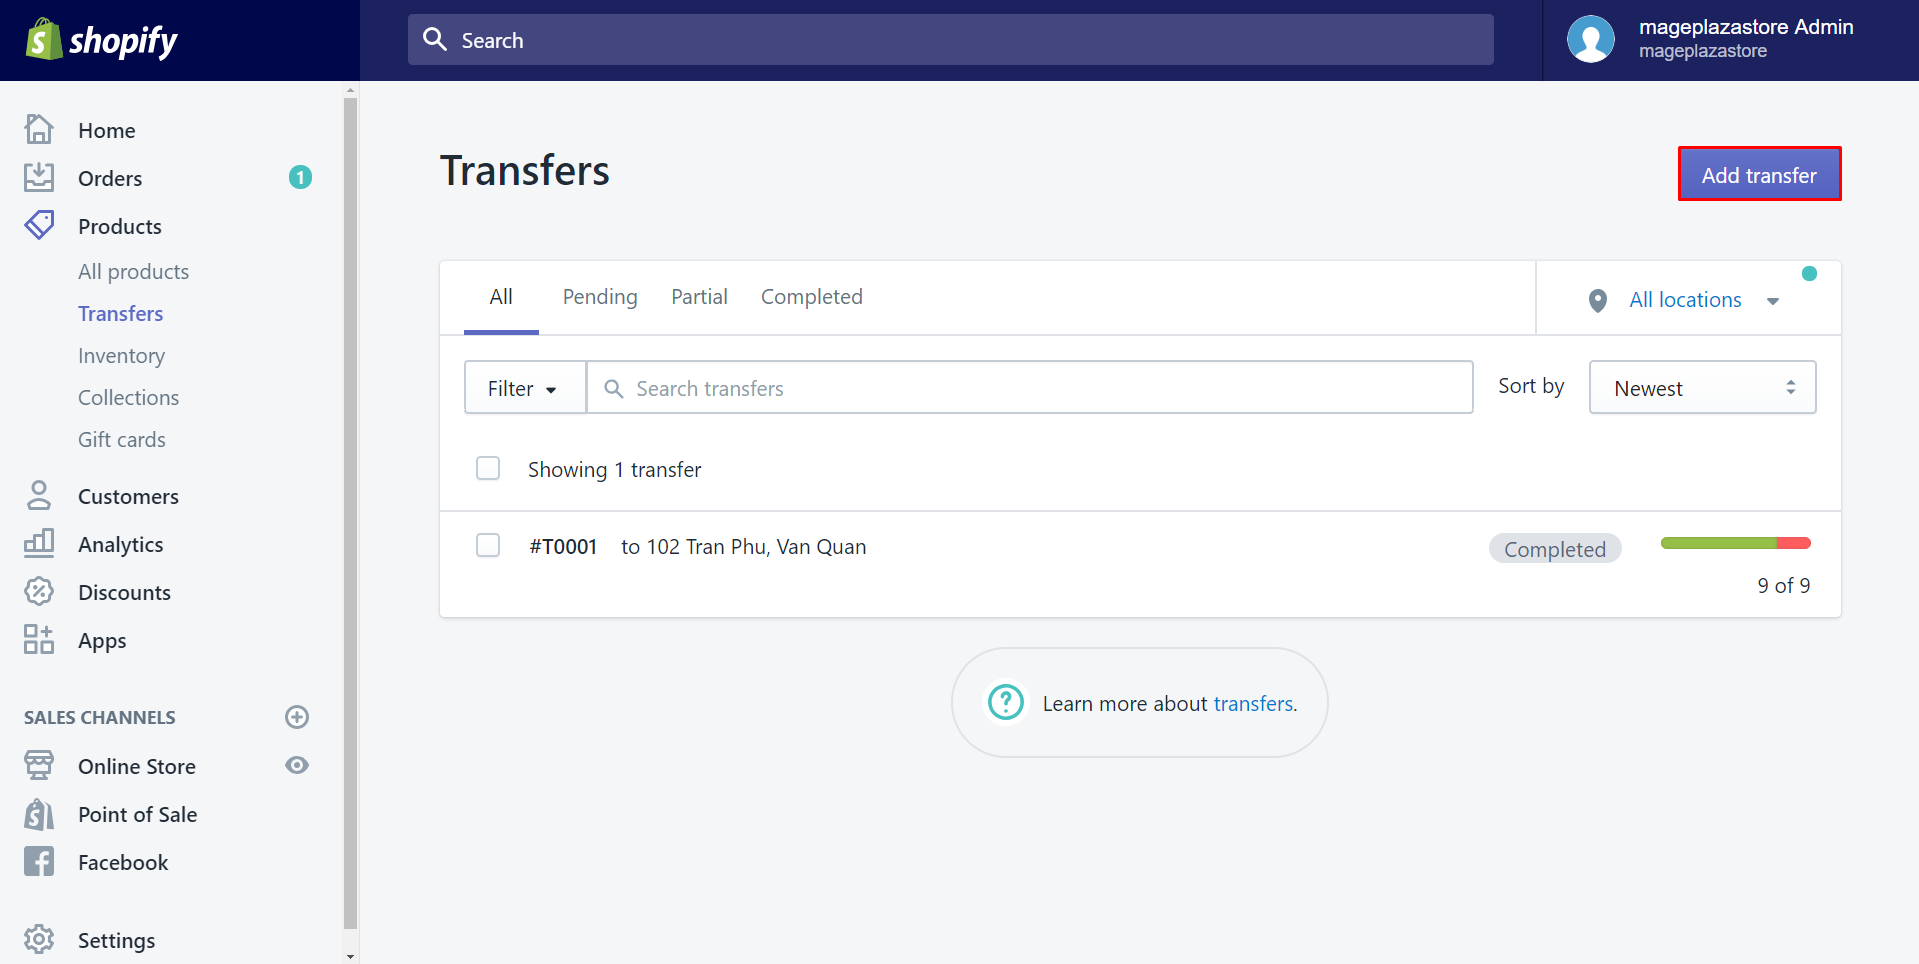 shopify
Search
mageplazastore Admin
mageplazastore
Home
Orders
1
Products
All products
Transfers
Inventory
Collections
Gift cards
Customers
Analytics
Discounts
Apps
SALES CHANNELS
Online Store
Point of Sale
Facebook
Settings
Transfers
Add transfer
All
Pending
Partial
Completed
All locations
Filter
Search transfers
Sort by
Newest
Showing 1 transfer
#T0001 to 102 Tran Phu, Van Quan
Completed
9 of 9
Learn more about transfers.